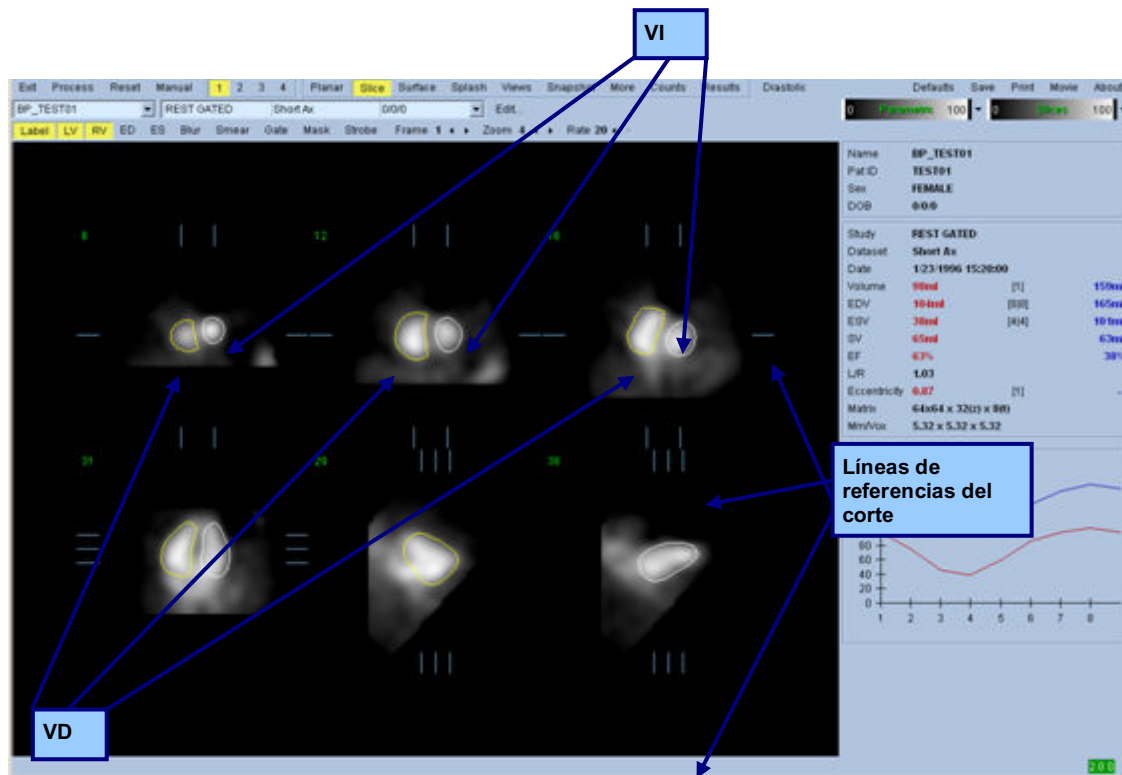 VI
Exit Process Reset Manual 1 2 3 4 Planar Slice Surface Splash Views Snapshot More Counts Results Diastolic Defaults Save Print Movie About
BP_TEST01 REST GATED Short Ax 0/0/0 Edit...
0 Parametric 100 0 Slices 100
Label LV RV ED ES Blur Smear Gate Mask Strobe Frame 1 Zoom 4 Rate 20
Name BP_TEST01
Pat ID TEST01
Sex FEMALE
DOB 0/0/0
8 12
Study REST GATED
Dataset Short Ax
Date 1/23/1996 15:20:00
Volume 98ml [1]
EDV 104ml [8|8]
ESV 38ml [4|4]
SV 65ml
EF 63% 38%
L/R 1.03
Eccentricity 0.87 [1]
Matrix 64x64 x 32(z) x 8(t)
Mm/Vox 5.32 x 5.32 x 5.32
31 29 38
Líneas de
referencias del
corte
80
60
40
20
0
1 2 3 4 5 6 7 8
VD